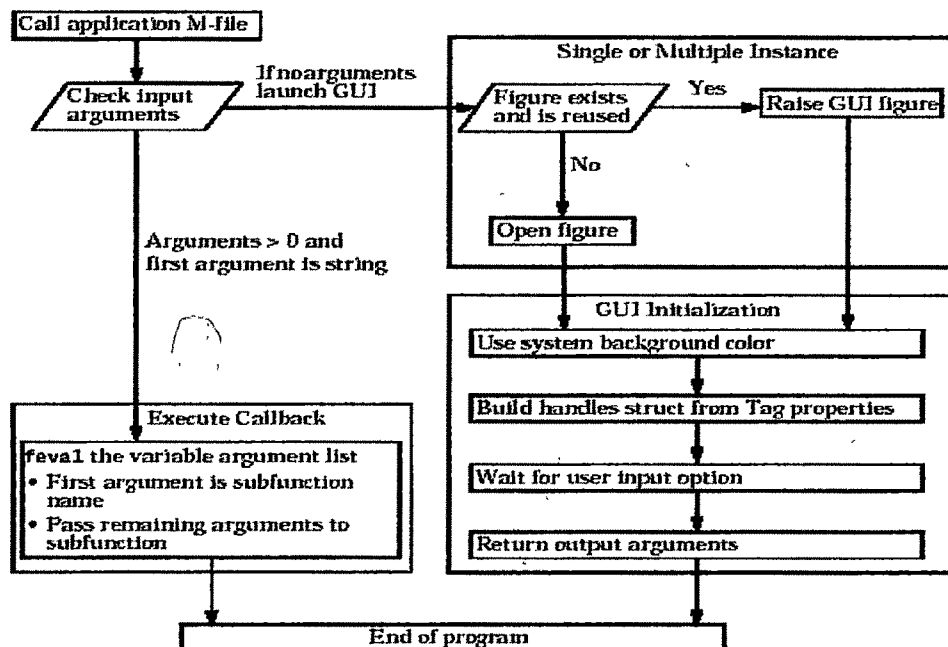 Call application M-file
Check input
arguments
If noarguments
launch GUI
Single or Multiple Instance
Figure exists
and is reused
Yes
Raise GUI figure
No
Open figure
Arguments > 0 and
first argument is string
GUI Initialization
Use system background color
Build handles struct from Tag properties
Wait for user input option
Return output arguments
Execute Callback
feval the variable argument list
• First argument is subfunction
name
• Pass remaining arguments to
subfunction
End of program